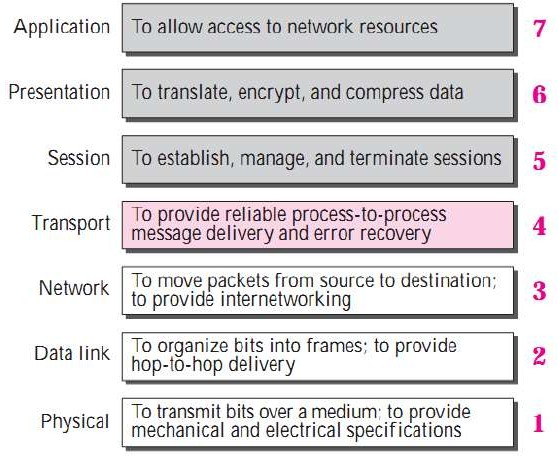 Application To allow access to network resources 7
Presentation To translate, encrypt, and compress data 6
Session To establish, manage, and terminate sessions 5
Transport To provide reliable process-to-process
message delivery and error recovery 4
Network To move packets from source to destination;
to provide internetworking 3
Data link To organize bits into frames; to provide
hop-to-hop delivery 2
Physical To transmit bits over a medium; to provide
mechanical and electrical specifications 1